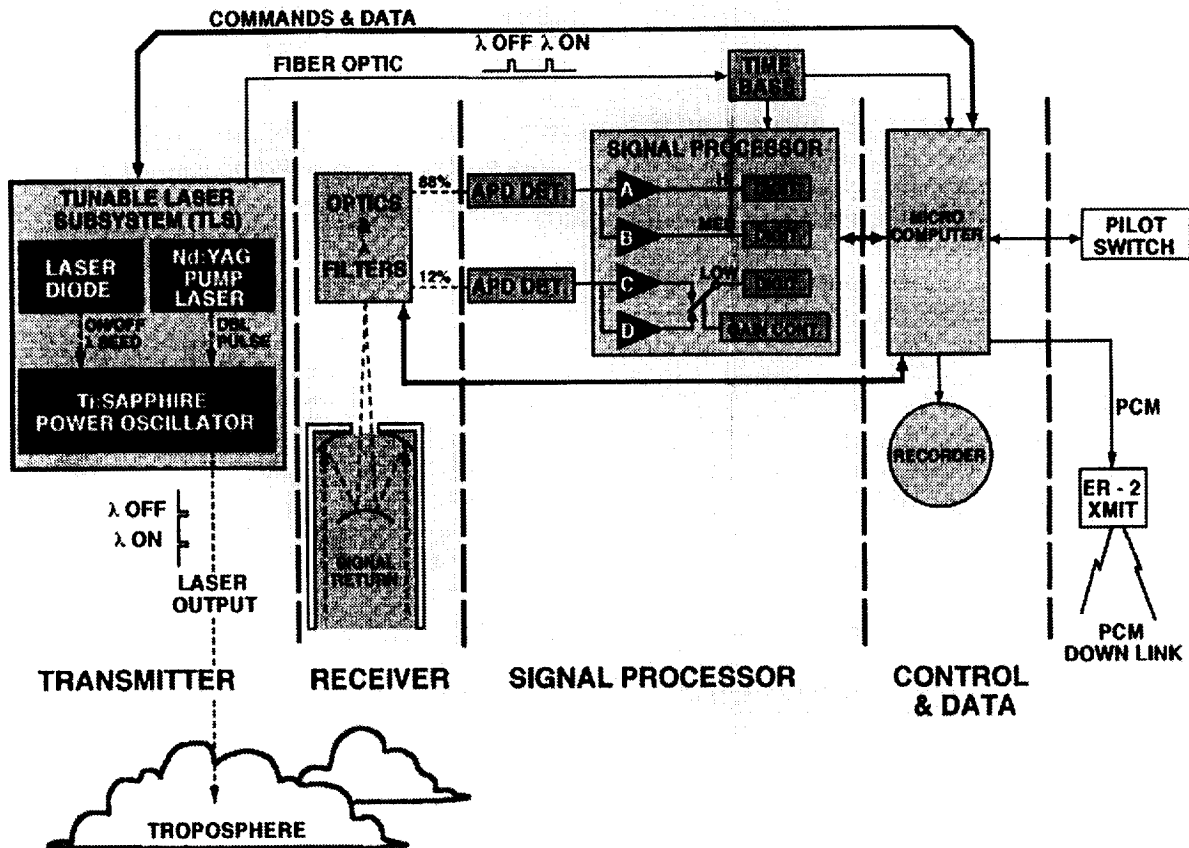 COMMANDS & DATA
λ OFF λ ON
FIBER OPTIC
TIME
BASE
SIGNAL PROCESSOR
TUNABLE LASER
SUBSYSTEM (TLS)
LASER
DIODE
Nd:YAG
PUMP
LASER
ON/OFF
λ SEED
DBL
PULSE
Ti:SAPPHIRE
POWER OSCILLATOR
OPTICS
&
FILTERS
88%
12%
APD DET.
APD DET.
A
B
C
D
HI
MED
LOW
DIGIT.
DIGIT.
DIGIT.
GAIN CONT.
MICRO
COMPUTER
PILOT
SWITCH
PCM
RECORDER
ER - 2
XMIT
SIGNAL
RETURN
λ OFF
λ ON
LASER
OUTPUT
PCM
DOWN LINK
TRANSMITTER
RECEIVER
SIGNAL PROCESSOR
CONTROL
& DATA
TROPOSPHERE